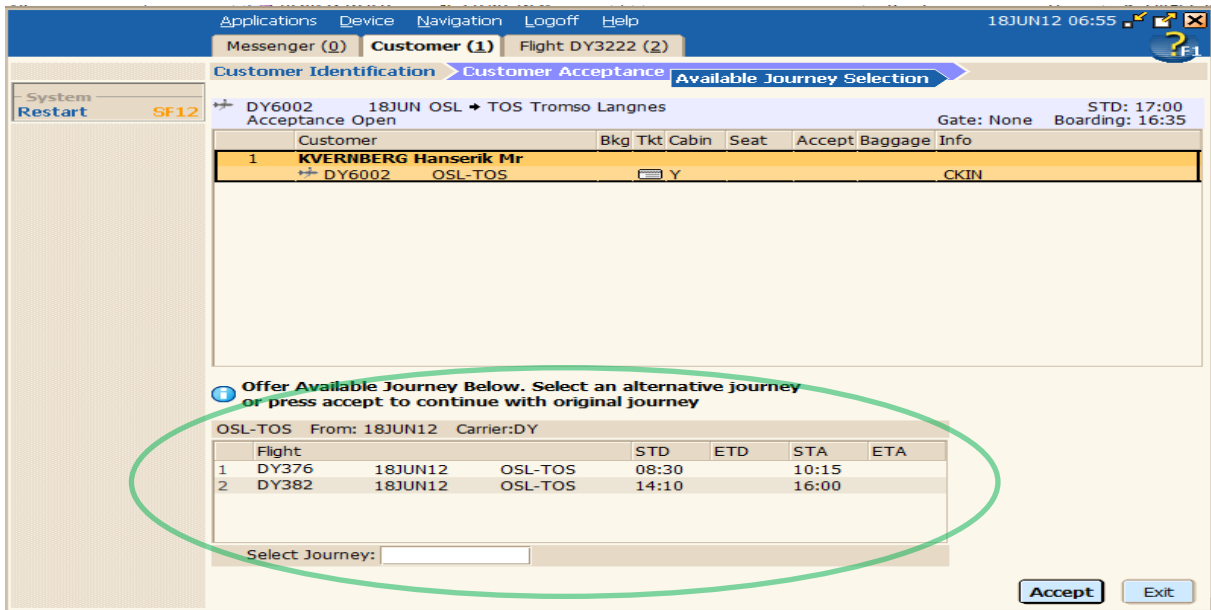 Applications Device Navigation Logoff Help 18JUN12 06:55
Messenger (0) Customer (1) Flight DY3222 (2) ? F1
Customer Identification Customer Acceptance Available Journey Selection
System
Restart SF12
DY6002 18JUN OSL → TOS Tromso Langnes STD: 17:00
Acceptance Open Gate: None Boarding: 16:35
Customer Bkg Tkt Cabin Seat Accept Baggage Info
1 KVERNBERG Hanserik Mr
DY6002 OSL-TOS Y CKIN
Offer Available Journey Below. Select an alternative journey
or press accept to continue with original journey
OSL-TOS From: 18JUN12 Carrier:DY
Flight STD ETD STA ETA
1 DY376 18JUN12 OSL-TOS 08:30 10:15
2 DY382 18JUN12 OSL-TOS 14:10 16:00
Select Journey:
Accept Exit